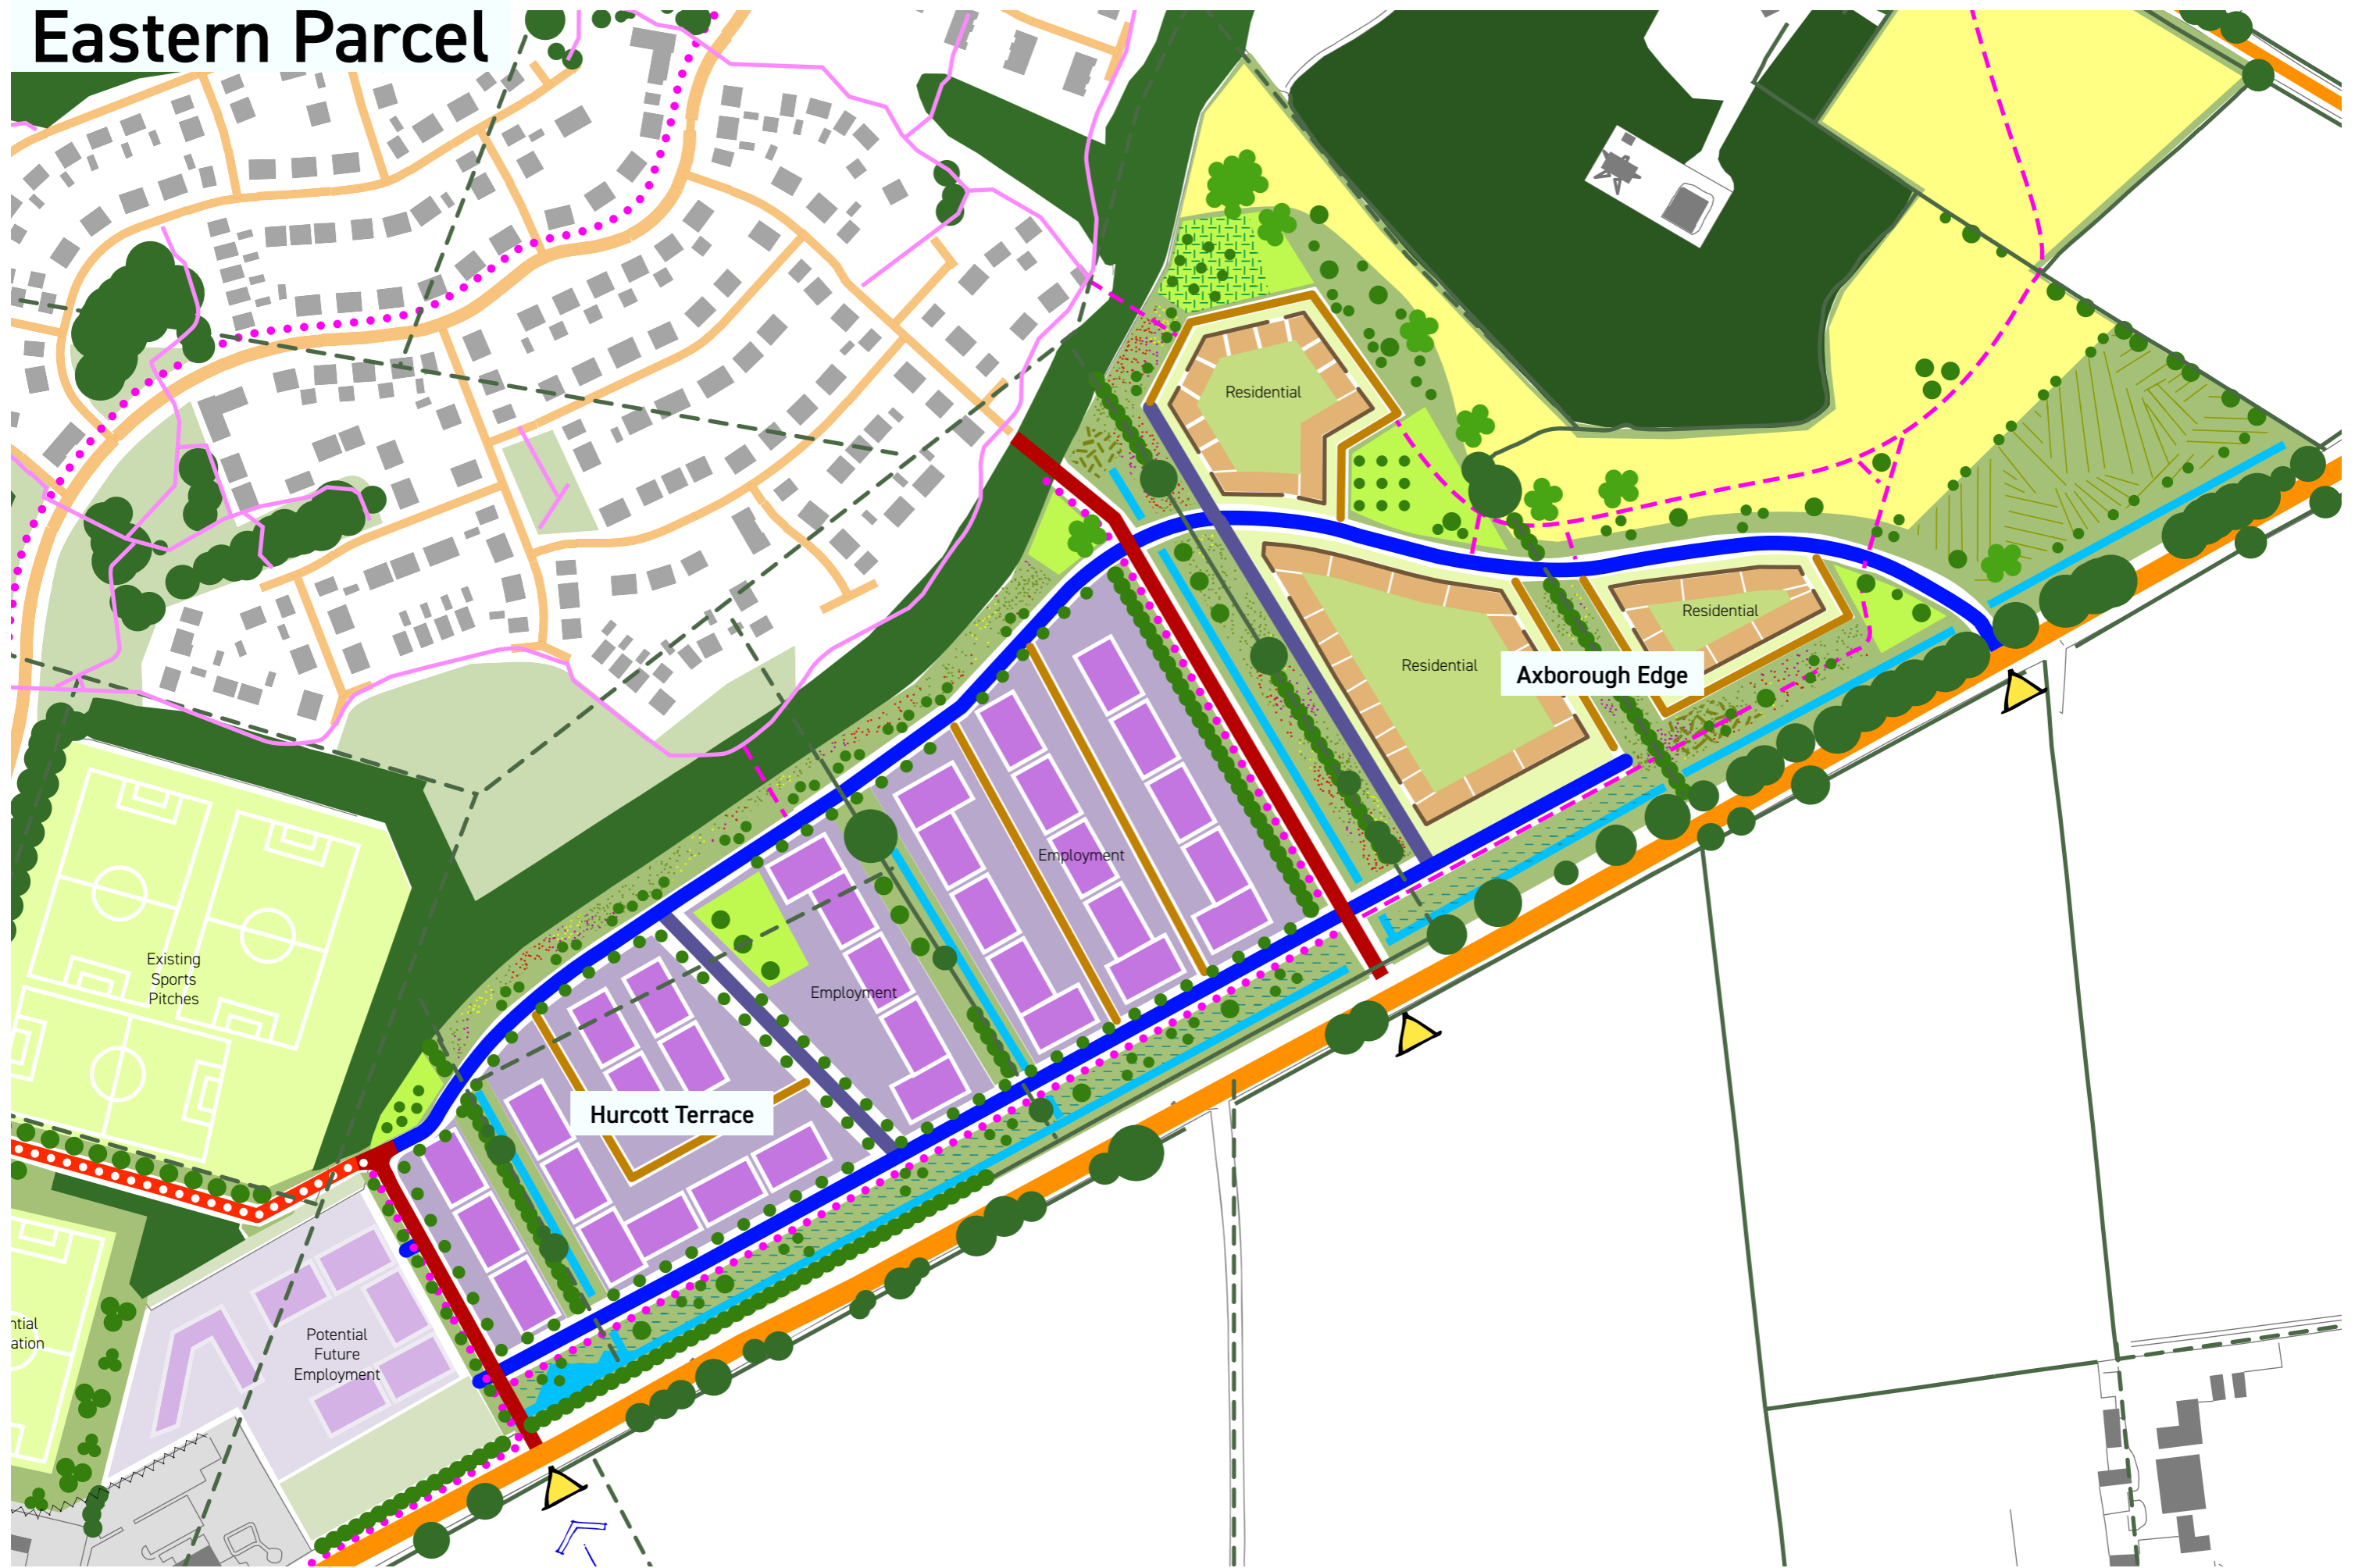 Eastern Parcel
Residential
Residential
Residential
Axborough Edge
Employment
Employment
Existing
Sports
Pitches
Hurcott Terrace
Potential
Future
Employment